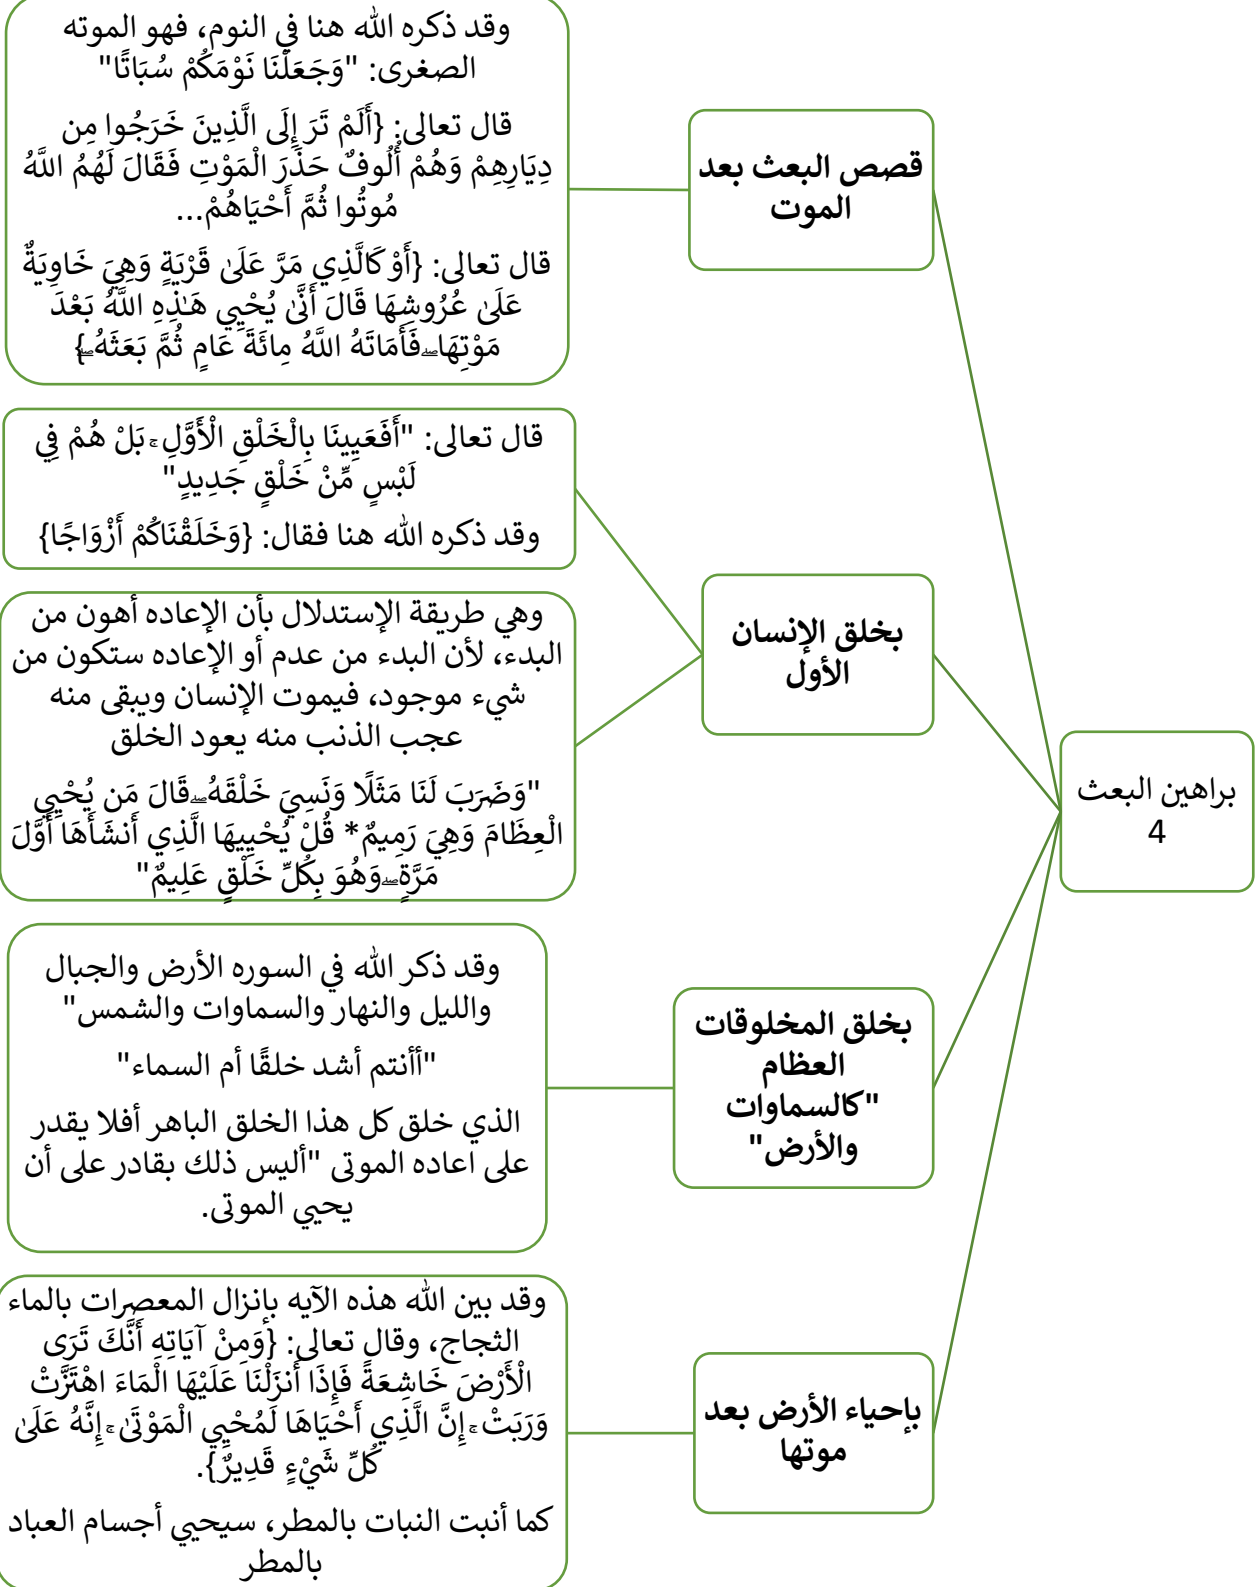 براهين البعث
4
قصص البعث بعد
الموت
وقد ذكره الله هنا في النوم، فهو الموته
الصغرى: "وَجَعَلْنَا نَوْمَكُمْ سُبَاتًا"
قال تعالى: {أَلَمْ تَرَ إِلَى الَّذِينَ خَرَجُوا مِن
دِيَارِهِمْ وَهُمْ أُلُوفٌ حَذَرَ الْمَوْتِ فَقَالَ لَهُمُ اللَّهُ
مُوتُوا ثُمَّ أَحْيَاهُمْ...
قال تعالى: {أَوْ كَالَّذِي مَرَّ عَلَىٰ قَرْيَةٍ وَهِيَ خَاوِيَةٌ
عَلَىٰ عُرُوشِهَا قَالَ أَنَّىٰ يُحْيِي هَٰذِهِ اللَّهُ بَعْدَ
مَوْتِهَا ۖ فَأَمَاتَهُ اللَّهُ مِائَةَ عَامٍ ثُمَّ بَعَثَهُ ۖ}
بخلق الإنسان
الأول
قال تعالى: "أَفَعَيِينَا بِالْخَلْقِ الْأَوَّلِ ۚ بَلْ هُمْ فِي
لَبْسٍ مِّنْ خَلْقٍ جَدِيدٍ"
وقد ذكره الله هنا فقال: {وَخَلَقْنَاكُمْ أَزْوَاجًا}
وهي طريقة الإستدلال بأن الإعاده أهون من
البدء، لأن البدء من عدم أو الإعاده ستكون من
شيء موجود، فيموت الإنسان ويبقى منه
عجب الذنب منه يعود الخلق
"وَضَرَبَ لَنَا مَثَلًا وَنَسِيَ خَلْقَهُ ۖ قَالَ مَن يُحْيِي
الْعِظَامَ وَهِيَ رَمِيمٌ* قُلْ يُحْيِيهَا الَّذِي أَنشَأَهَا أَوَّلَ
مَرَّةٍ ۖ وَهُوَ بِكُلِّ خَلْقٍ عَلِيمٌ"
بخلق المخلوقات
العظام
"كالسماوات
والأرض"
وقد ذكر الله في السوره الأرض والجبال
والليل والنهار والسماوات والشمس"
"أأنتم أشد خلقًا أم السماء"
الذي خلق كل هذا الخلق الباهر أفلا يقدر
على اعاده الموتى "أليس ذلك بقادر على أن
يحيي الموتى.
بإحياء الأرض بعد
موتها
وقد بين الله هذه الآيه بإنزال المعصرات بالماء
الثجاج، وقال تعالى: {وَمِنْ آيَاتِهِ أَنَّكَ تَرَى
الْأَرْضَ خَاشِعَةً فَإِذَا أَنزَلْنَا عَلَيْهَا الْمَاءَ اهْتَزَّتْ
وَرَبَتْ ۚ إِنَّ الَّذِي أَحْيَاهَا لَمُحْيِي الْمَوْتَىٰ ۚ إِنَّهُ عَلَىٰ
كُلِّ شَيْءٍ قَدِيرٌ}.
كما أنبت النبات بالمطر، سيحيي أجسام العباد
بالمطر